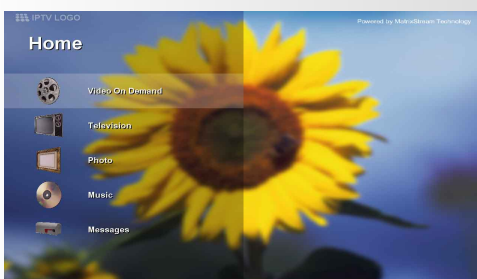 IPTV LOGO
Powered by MatrixStream Technology
Home
Video On Demand
Television
Photo
Music
Messages